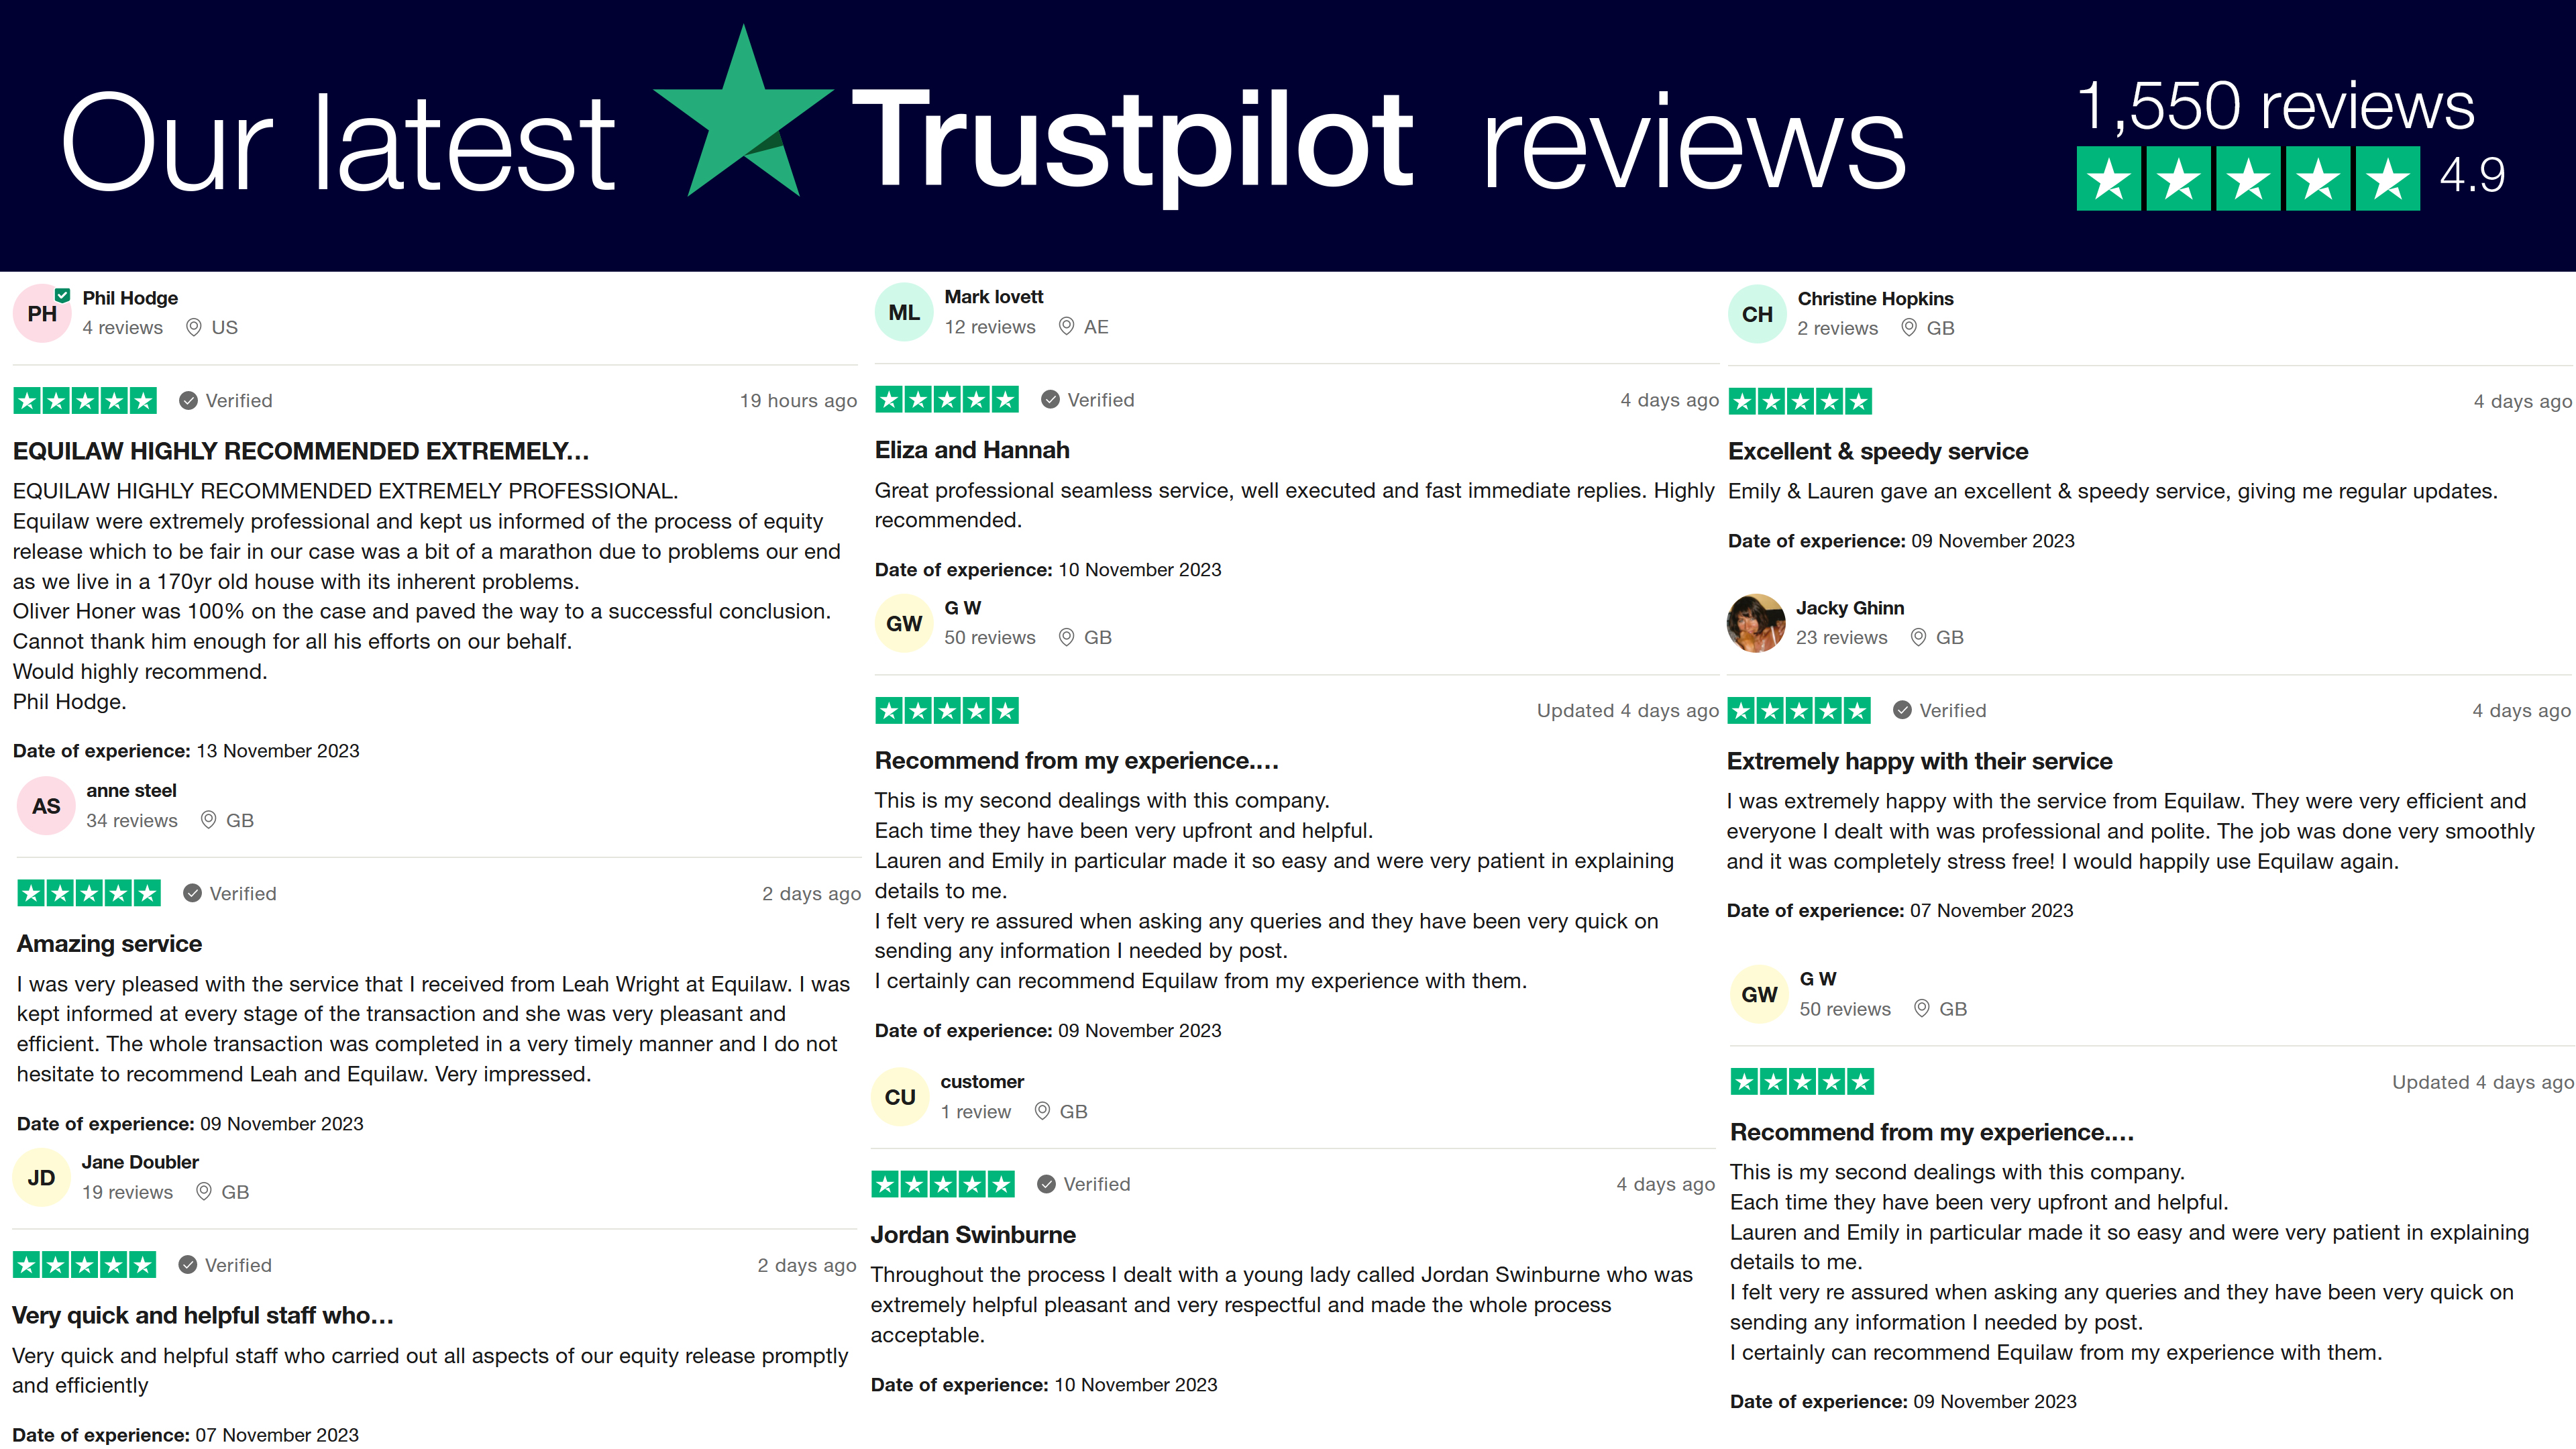 Our latest Trustpilot reviews
1,550 reviews
4.9
PH
Phil Hodge
4 reviews US
Verified 19 hours ago
EQUILAW HIGHLY RECOMMENDED EXTREMELY…
EQUILAW HIGHLY RECOMMENDED EXTREMELY PROFESSIONAL.
Equilaw were extremely professional and kept us informed of the process of equity
release which to be fair in our case was a bit of a marathon due to problems our end
as we live in a 170yr old house with its inherent problems.
Oliver Honer was 100% on the case and paved the way to a successful conclusion.
Cannot thank him enough for all his efforts on our behalf.
Would highly recommend.
Phil Hodge.
Date of experience: 13 November 2023
AS
anne steel
34 reviews GB
Verified 2 days ago
Amazing service
I was very pleased with the service that I received from Leah Wright at Equilaw. I was
kept informed at every stage of the transaction and she was very pleasant and
efficient. The whole transaction was completed in a very timely manner and I do not
hesitate to recommend Leah and Equilaw. Very impressed.
Date of experience: 09 November 2023
JD
Jane Doubler
19 reviews GB
Verified 2 days ago
Very quick and helpful staff who…
Very quick and helpful staff who carried out all aspects of our equity release promptly
and efficiently
Date of experience: 07 November 2023
ML
Mark lovett
12 reviews AE
Verified 4 days ago
Eliza and Hannah
Great professional seamless service, well executed and fast immediate replies. Highly
recommended.
Date of experience: 10 November 2023
GW
G W
50 reviews GB
Updated 4 days ago
Recommend from my experience.…
This is my second dealings with this company.
Each time they have been very upfront and helpful.
Lauren and Emily in particular made it so easy and were very patient in explaining
details to me.
I felt very re assured when asking any queries and they have been very quick on
sending any information I needed by post.
I certainly can recommend Equilaw from my experience with them.
Date of experience: 09 November 2023
CU
customer
1 review GB
Verified 4 days ago
Jordan Swinburne
Throughout the process I dealt with a young lady called Jordan Swinburne who was
extremely helpful pleasant and very respectful and made the whole process
acceptable.
Date of experience: 10 November 2023
CH
Christine Hopkins
2 reviews GB
4 days ago
Excellent & speedy service
Emily & Lauren gave an excellent & speedy service, giving me regular updates.
Date of experience: 09 November 2023
Jacky Ghinn
23 reviews GB
Verified 4 days ago
Extremely happy with their service
I was extremely happy with the service from Equilaw. They were very efficient and
everyone I dealt with was professional and polite. The job was done very smoothly
and it was completely stress free! I would happily use Equilaw again.
Date of experience: 07 November 2023
GW
G W
50 reviews GB
Updated 4 days ago
Recommend from my experience.…
This is my second dealings with this company.
Each time they have been very upfront and helpful.
Lauren and Emily in particular made it so easy and were very patient in explaining
details to me.
I felt very re assured when asking any queries and they have been very quick on
sending any information I needed by post.
I certainly can recommend Equilaw from my experience with them.
Date of experience: 09 November 2023